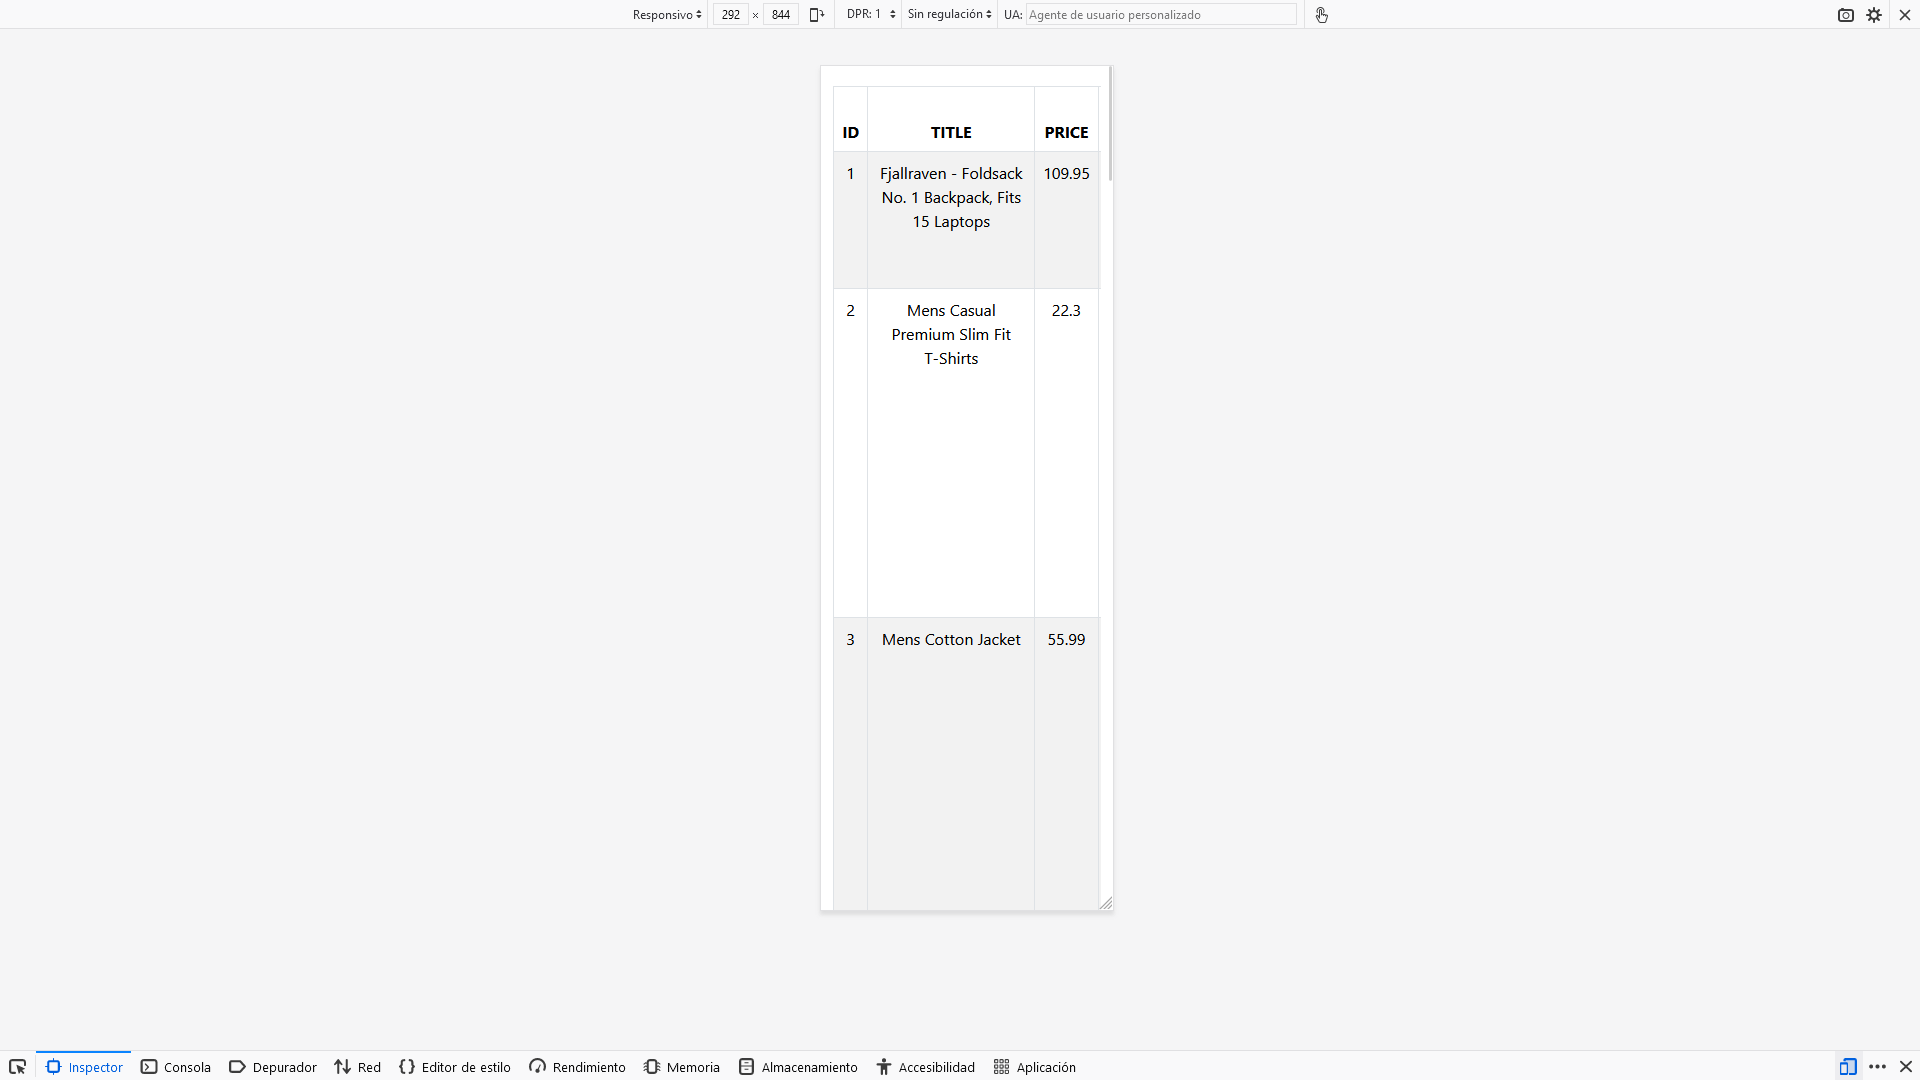 Responsivo 292 × 844 DPR: 1 Sin regulación UA: Agente de usuario personalizado
ID TITLE PRICE
1 Fjallraven - Foldsack 109.95
No. 1 Backpack, Fits
15 Laptops
2 Mens Casual 22.3
Premium Slim Fit
T-Shirts
3 Mens Cotton Jacket 55.99
Inspector Consola Depurador Red Editor de estilo Rendimiento Memoria Almacenamiento Accesibilidad Aplicación